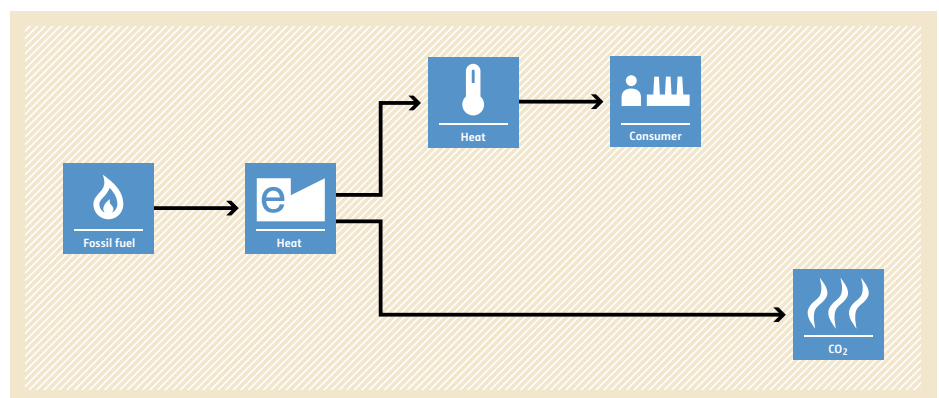 Heat
Consumer
Fossil fuel
e
Heat
CO₂